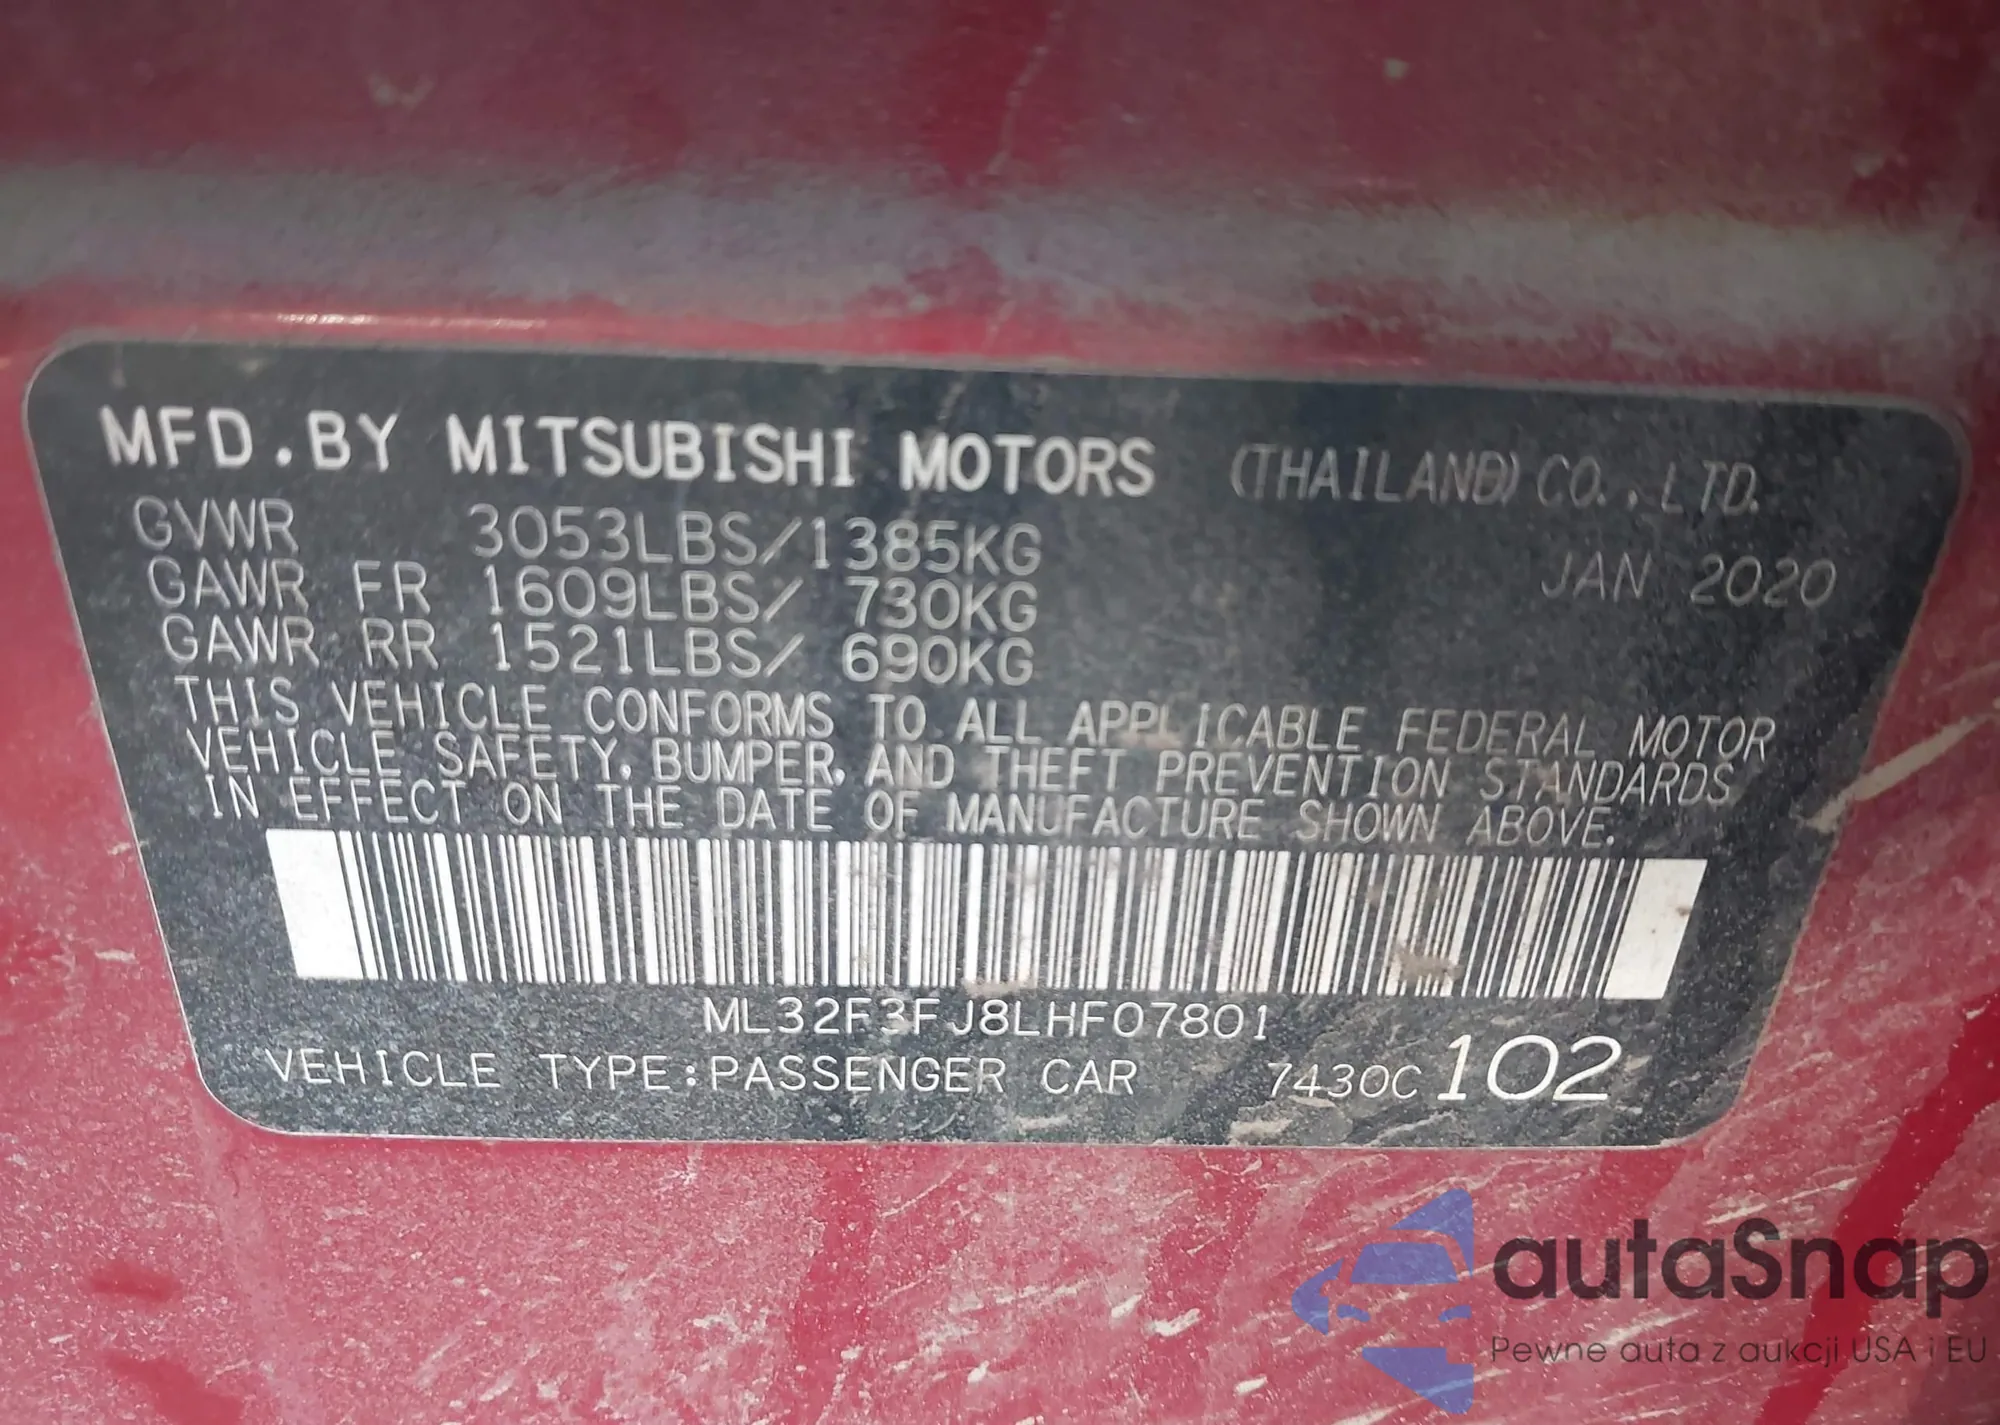 MFD.BY MITSUBISHI MOTORS (THAILAND) CO.,LTD.
GVWR 3053LBS/1385KG JAN 2020
GAWR FR 1609LBS/ 730KG
GAWR RR 1521LBS/ 690KG
THIS VEHICLE CONFORMS TO ALL APPLICABLE FEDERAL MOTOR
VEHICLE SAFETY, BUMPER, AND THEFT PREVENTION STANDARDS
IN EFFECT ON THE DATE OF MANUFACTURE SHOWN ABOVE.
ML32F3FJ8LHF07801
VEHICLE TYPE:PASSENGER CAR 7430C 102
autaSnap
Pewne auta z aukcji USA i EU